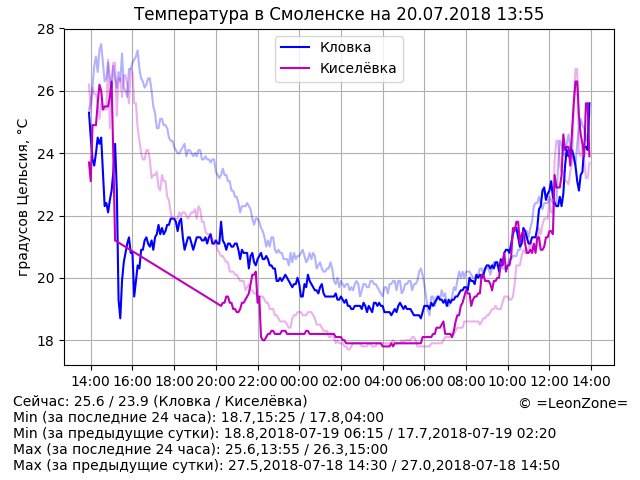 Температура в Смоленске на 20.07.2018 13:55
градусов Цельсия, °C
28
26
24
22
20
18
Кловка
Киселёвка
14:00 16:00 18:00 20:00 22:00 00:00 02:00 04:00 06:00 08:00 10:00 12:00 14:00
Сейчас: 25.6 / 23.9 (Кловка / Киселёвка)
© =LeonZone=
Min (за последние 24 часа): 18.7,15:25 / 17.8,04:00
Min (за предыдущие сутки): 18.8,2018-07-19 06:15 / 17.7,2018-07-19 02:20
Max (за последние 24 часа): 25.6,13:55 / 26.3,15:00
Max (за предыдущие сутки): 27.5,2018-07-18 14:30 / 27.0,2018-07-18 14:50